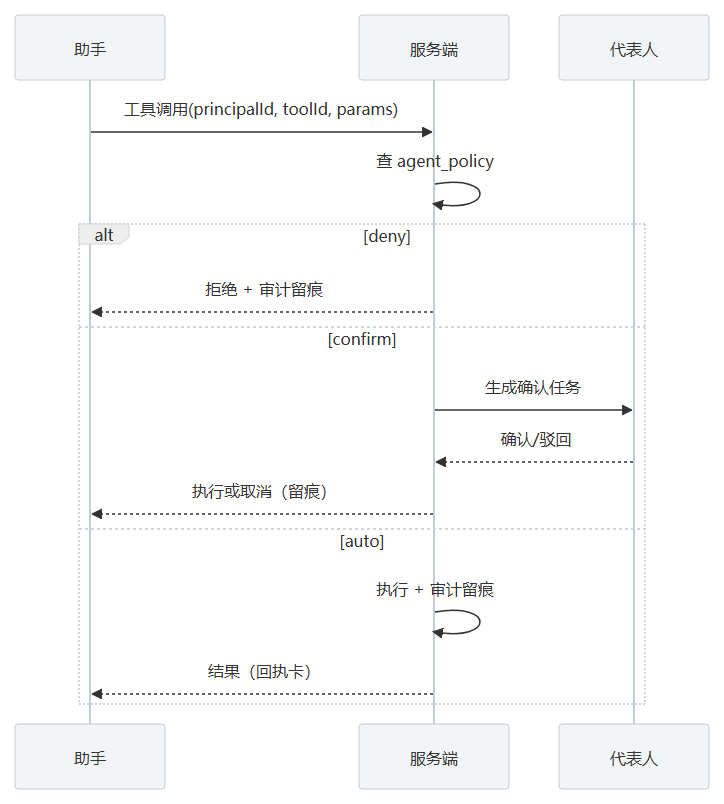 助手
服务端
代表人
工具调用(principalId, toolId, params)
查 agent_policy
alt
[deny]
拒绝 + 审计留痕
[confirm]
生成确认任务
确认/驳回
执行或取消（留痕）
[auto]
执行 + 审计留痕
结果（回执卡）
助手
服务端
代表人